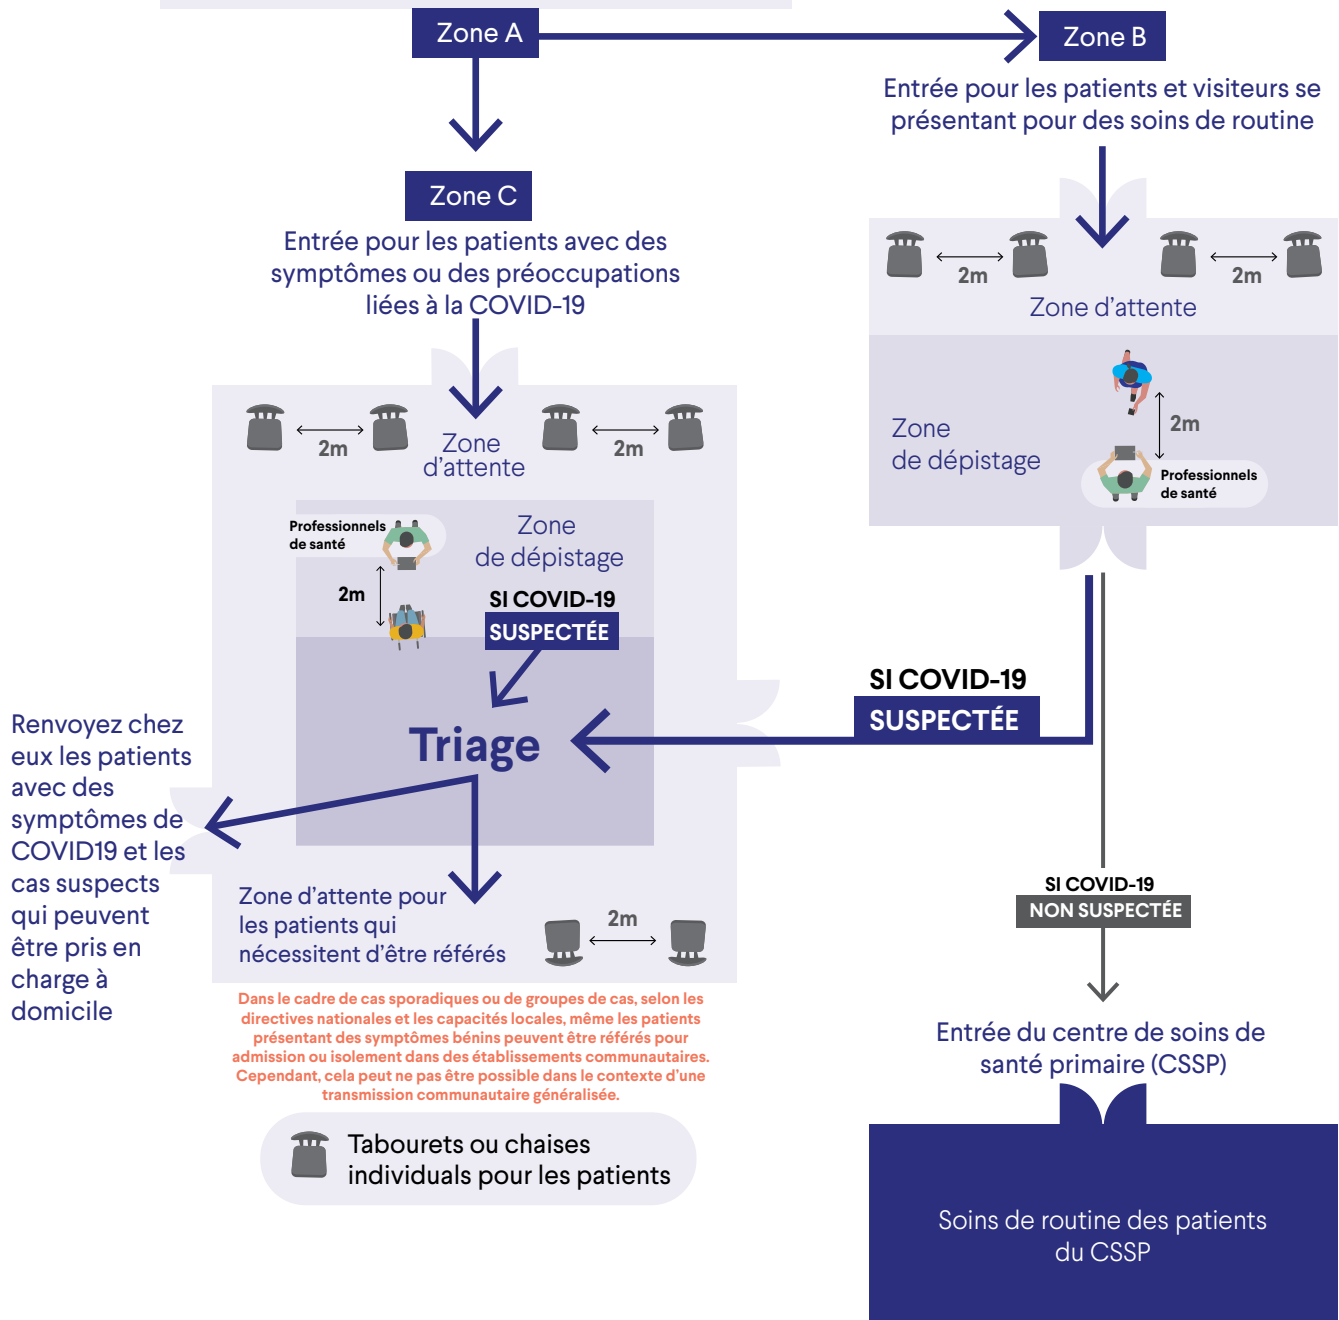 Zone A
Zone B
Entrée pour les patients et visiteurs se
présentant pour des soins de routine
Zone C
Entrée pour les patients avec des
symptômes ou des préoccupations
liées à la COVID-19
2m
2m
Zone d'attente
Zone
de dépistage
2m
Professionnels
de santé
2m
Zone
d'attente
2m
Professionnels
de santé
Zone
de dépistage
2m
SI COVID-19
SUSPECTÉE
SI COVID-19
SUSPECTÉE
Triage
Renvoyez chez
eux les patients
avec des
symptômes de
COVID19 et les
cas suspects
qui peuvent
être pris en
charge à
domicile
Zone d'attente pour
les patients qui
nécessitent d'être référés
2m
SI COVID-19
NON SUSPECTÉE
Dans le cadre de cas sporadiques ou de groupes de cas, selon les
directives nationales et les capacités locales, même les patients
présentant des symptômes bénins peuvent être référés pour
admission ou isolement dans des établissements communautaires.
Cependant, cela peut ne pas être possible dans le contexte d'une
transmission communautaire généralisée.
Entrée du centre de soins de
santé primaire (CSSP)
Tabourets ou chaises
individuals pour les patients
Soins de routine des patients
du CSSP